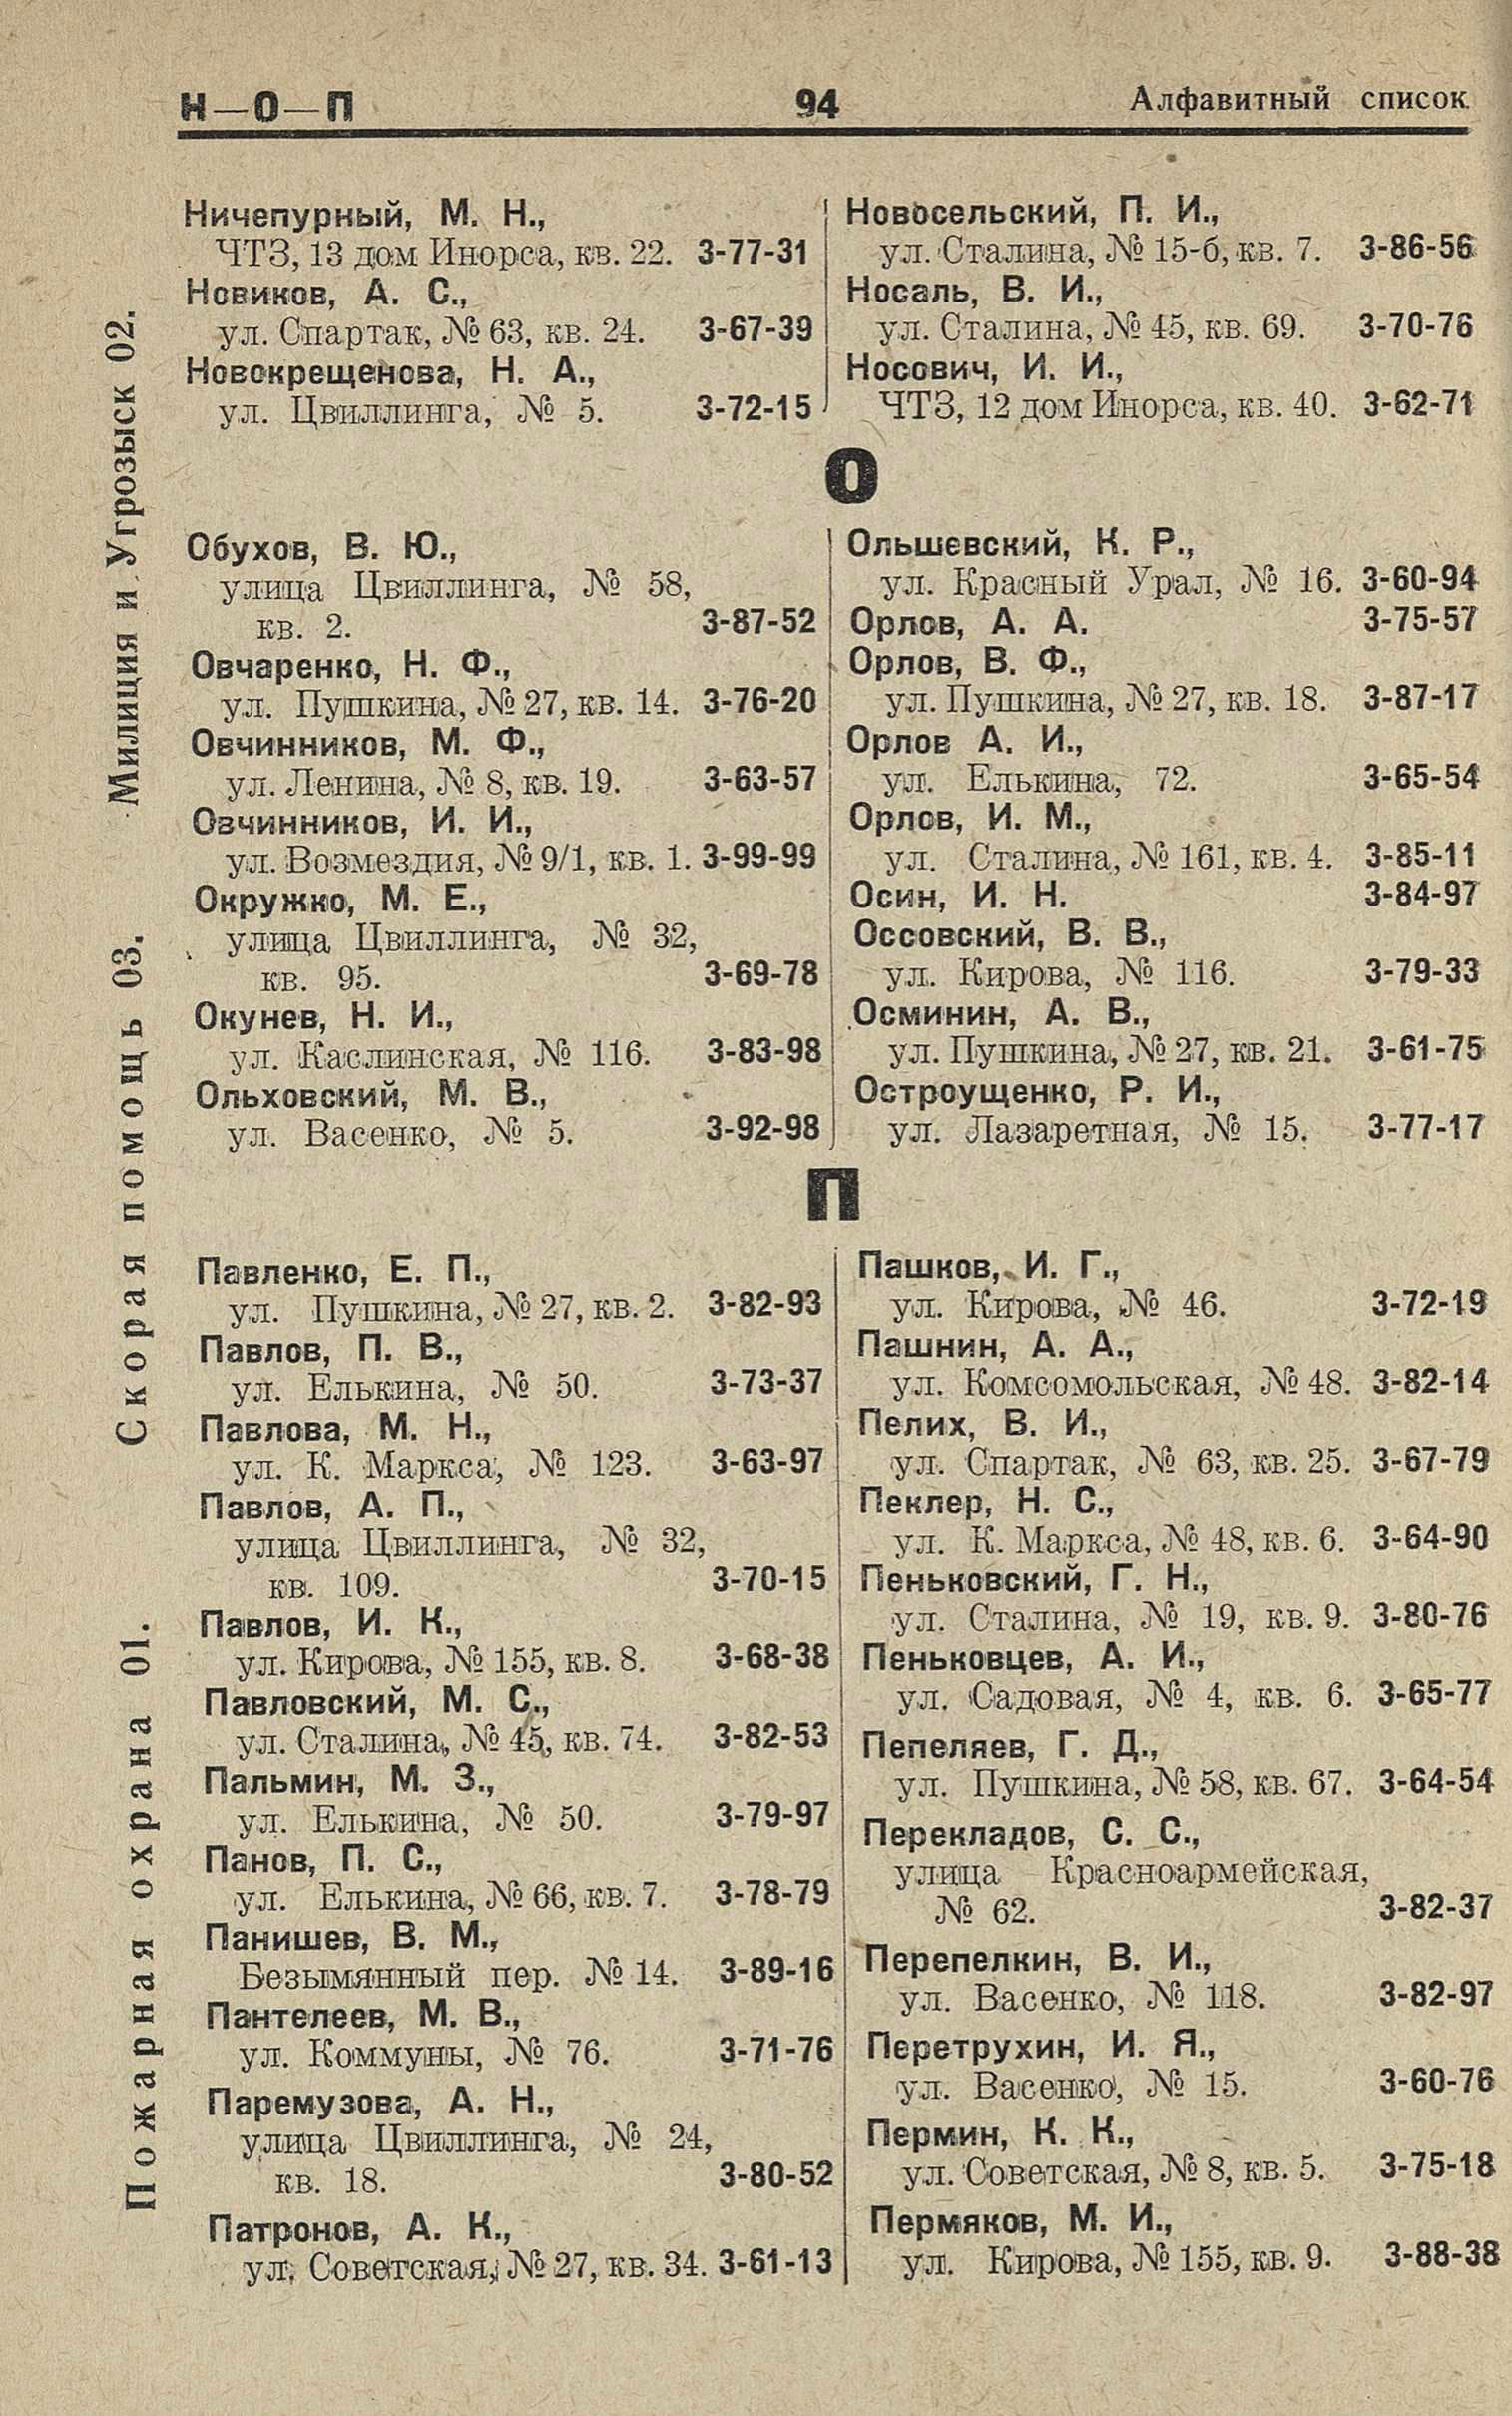 Н—О—П 94 Алфавитный список
Ничепурный, М. Н.,
ЧТЗ, 13 дом Инорса, кв. 22. 3-77-31
Новиков, А. С.,
ул. Спартак, № 63, кв. 24. 3-67-39
Новокрещенова, Н. А.,
ул. Цвиллинга, № 5. 3-72-15
Новосельский, П. И.,
ул. Сталина, № 15-б, кв. 7. 3-86-56
Носаль, В. И.,
ул. Сталина, № 45, кв. 69. 3-70-76
Носович, И. И.,
ЧТЗ, 12 дом Инорса, кв. 40. 3-62-71
О
Обухов, В. Ю.,
улица Цвиллинга, № 58,
кв. 2. 3-87-52
Овчаренко, Н. Ф.,
ул. Пушкина, № 27, кв. 14. 3-76-20
Овчинников, М. Ф.,
ул. Ленина, № 8, кв. 19. 3-63-57
Овчинников, И. И.,
ул. Возмездия, № 9/1, кв. 1. 3-99-99
Окружко, М. Е.,
улица Цвиллинга, № 32,
кв. 95. 3-69-78
Окунев, Н. И.,
ул. Каслинская, № 116. 3-83-98
Ольховский, М. В.,
ул. Васенко, № 5. 3-92-98
Ольшевский, К. Р.,
ул. Красный Урал, № 16. 3-60-94
Орлов, А. А. 3-75-57
Орлов, В. Ф.,
ул. Пушкина, № 27, кв. 18. 3-87-17
Орлов А. И.,
ул. Елькина, 72. 3-65-54
Орлов, И. М.,
ул. Сталина, № 161, кв. 4. 3-85-11
Осин, И. Н. 3-84-97
Оссовский, В. В.,
ул. Кирова, № 116. 3-79-33
Осминин, А. В.,
ул. Пушкина, № 27, кв. 21. 3-61-75
Остроущенко, Р. И.,
ул. Лазаретная, № 15. 3-77-17
П
Павленко, Е. П.,
ул. Пушкина, № 27, кв. 2. 3-82-93
Павлов, П. В.,
ул. Елькина, № 50. 3-73-37
Павлова, М. Н.,
ул. К. Маркса, № 123. 3-63-97
Павлов, А. П.,
улица Цвиллинга, № 32,
кв. 109. 3-70-15
Павлов, И. К.,
ул. Кирова, № 155, кв. 8. 3-68-38
Павловский, М. С.,
ул. Сталина, № 45, кв. 74. 3-82-53
Пальмин, М. З.,
ул. Елькина, № 50. 3-79-97
Панов, П. С.,
ул. Елькина, № 66, кв. 7. 3-78-79
Панишев, В. М.,
Безымянный пер. № 14. 3-89-16
Пантелеев, М. В.,
ул. Коммуны, № 76. 3-71-76
Паремузова, А. Н.,
улица Цвиллинга, № 24,
кв. 18. 3-80-52
Патронов, А. К.,
ул. Советская, № 27, кв. 34. 3-61-13
Пашков, И. Г.,
ул. Кирова, № 46. 3-72-19
Пашнин, А. А.,
ул. Комсомольская, № 48. 3-82-14
Пелих, В. И.,
ул. Спартак, № 63, кв. 25. 3-67-79
Пеклер, Н. С.,
ул. К. Маркса, № 48, кв. 6. 3-64-90
Пеньковский, Г. Н.,
ул. Сталина, № 19, кв. 9. 3-80-76
Пеньковцев, А. И.,
ул. Садовая, № 4, кв. 6. 3-65-77
Пепеляев, Г. Д.,
ул. Пушкина, № 58, кв. 67. 3-64-54
Перекладов, С. С.,
улица Красноармейская,
№ 62. 3-82-37
Перепелкин, В. И.,
ул. Васенко, № 118. 3-82-97
Перетрухин, И. Я.,
ул. Васенко, № 15. 3-60-76
Пермин, К. К.,
ул. Советская, № 8, кв. 5. 3-75-18
Пермяков, М. И.,
ул. Кирова, № 155, кв. 9. 3-88-38
Пожарная охрана 01. Скорая помощь 03. Милиция и Угрозыск 02.